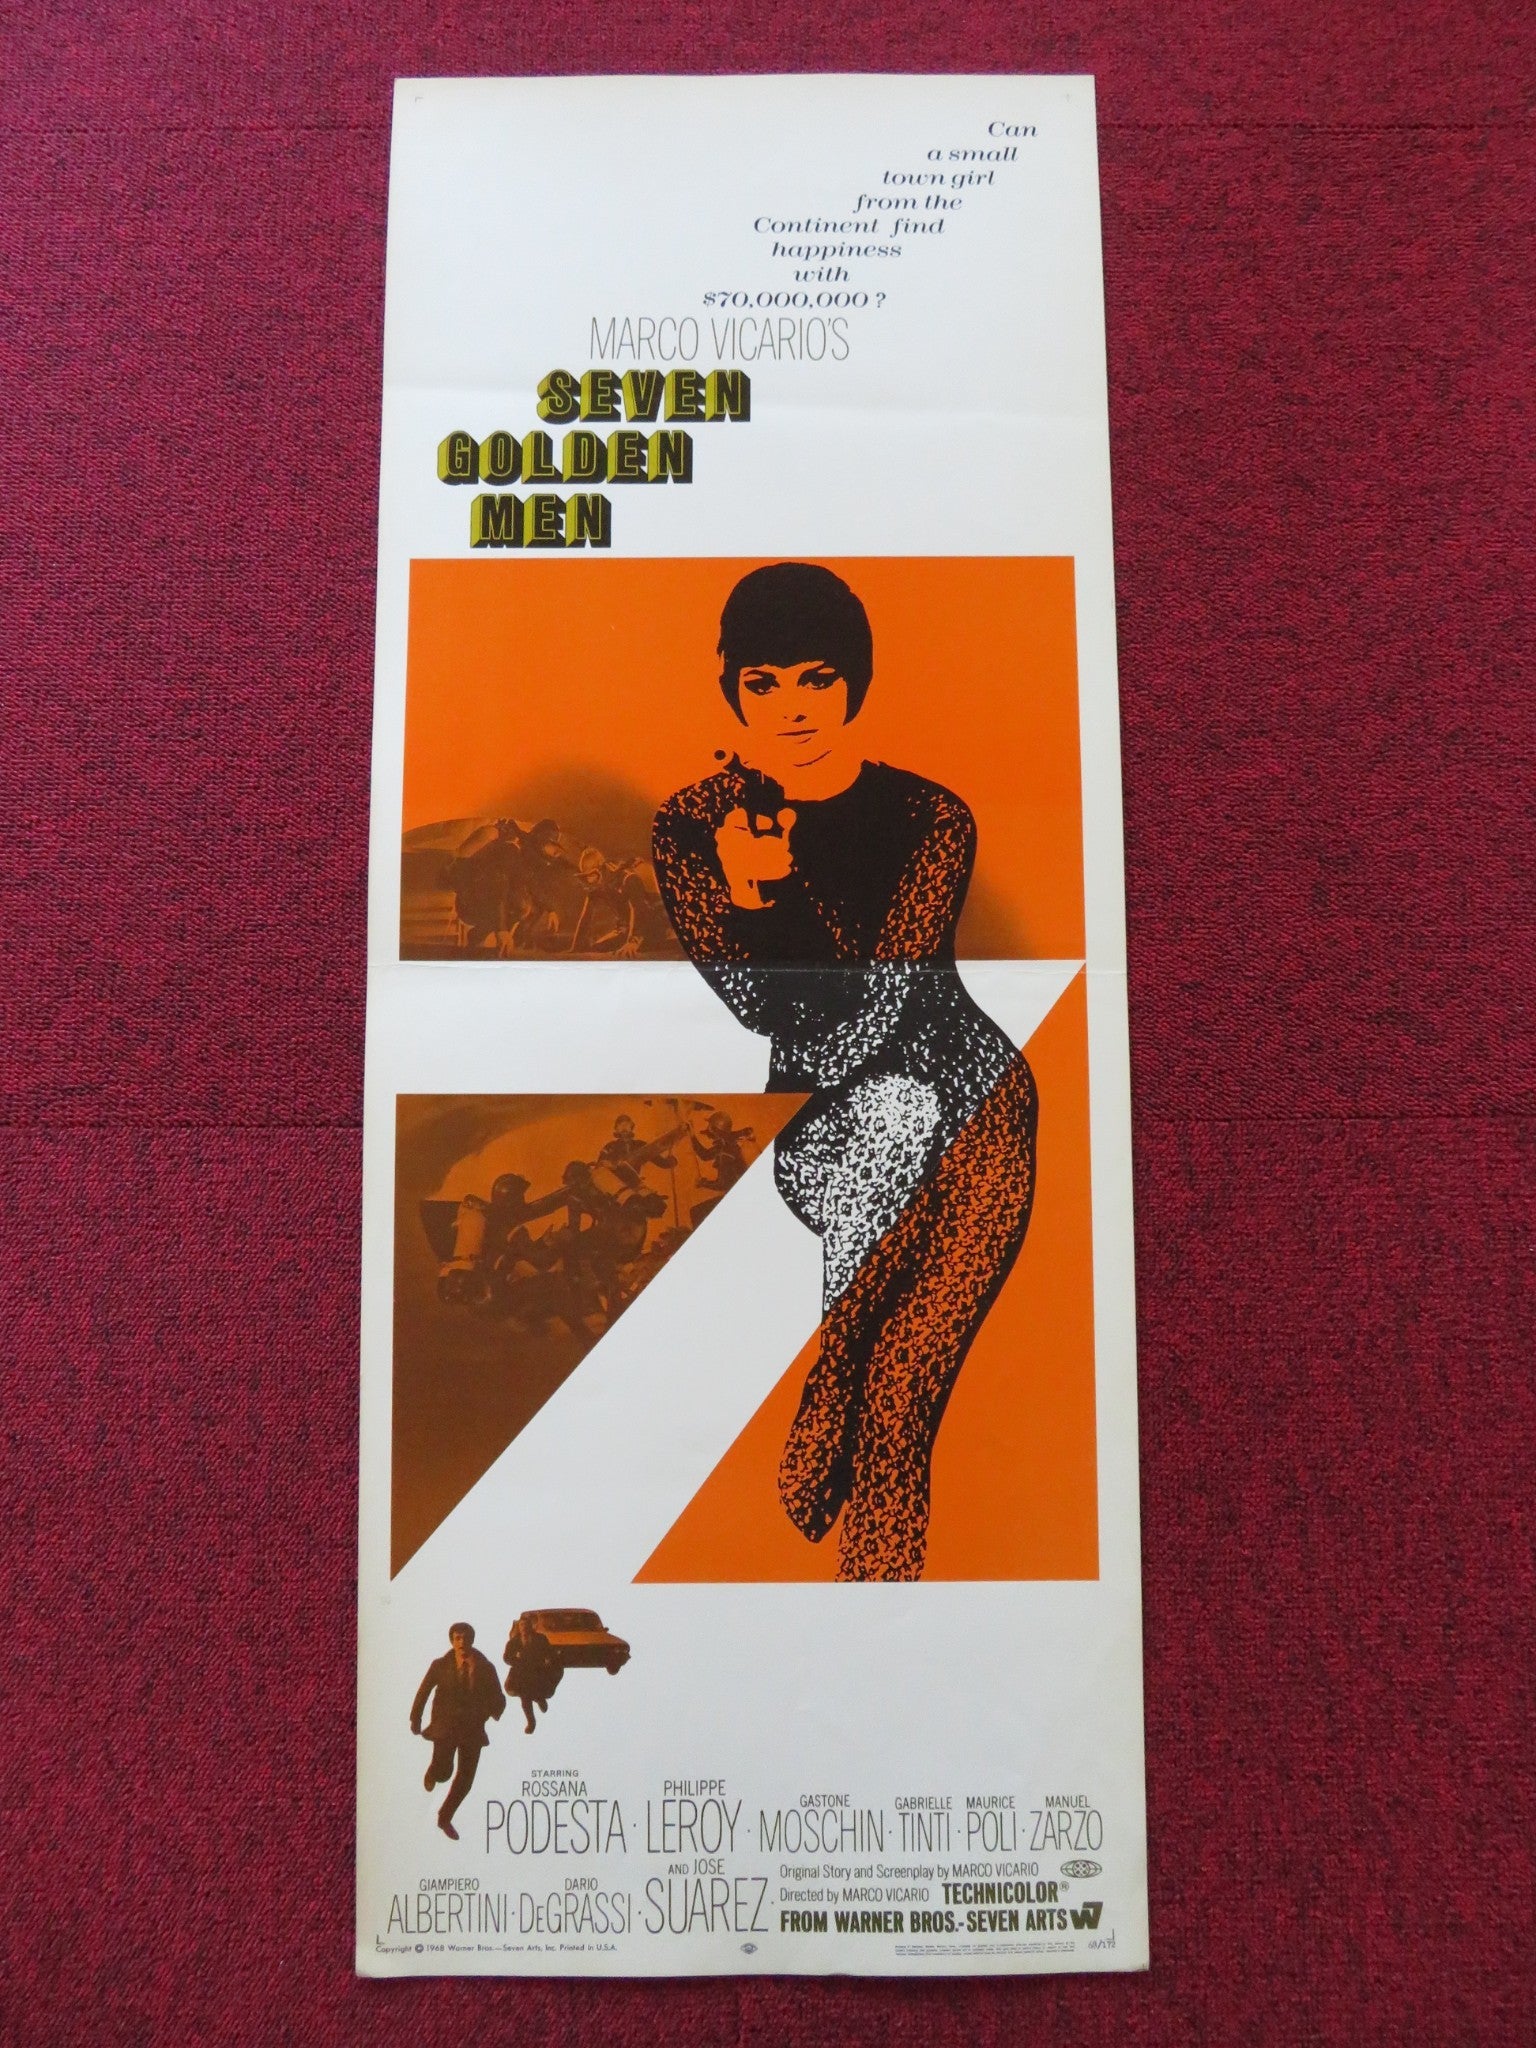 Can
a small
town girl
from the
Continent find
happiness
with
$70,000,000?
MARCO VICARIO'S
SEVEN
GOLDEN
MEN
7
STARRING
ROSSANA PODESTA · PHILIPPE LEROY · GASTONE MOSCHIN · GABRIELLE TINTI · MAURICE POLI · MANUEL ZARZO
GIAMPIERO ALBERTINI · DARIO DEGRASSI · AND JOSE SUAREZ ·
Original Story and Screenplay by MARCO VICARIO
Directed by MARCO VICARIO TECHNICOLOR®
FROM WARNER BROS.-SEVEN ARTS W7
Copyright © 1968 Warner Bros.—Seven Arts, Inc. Printed in U.S.A.
68/172